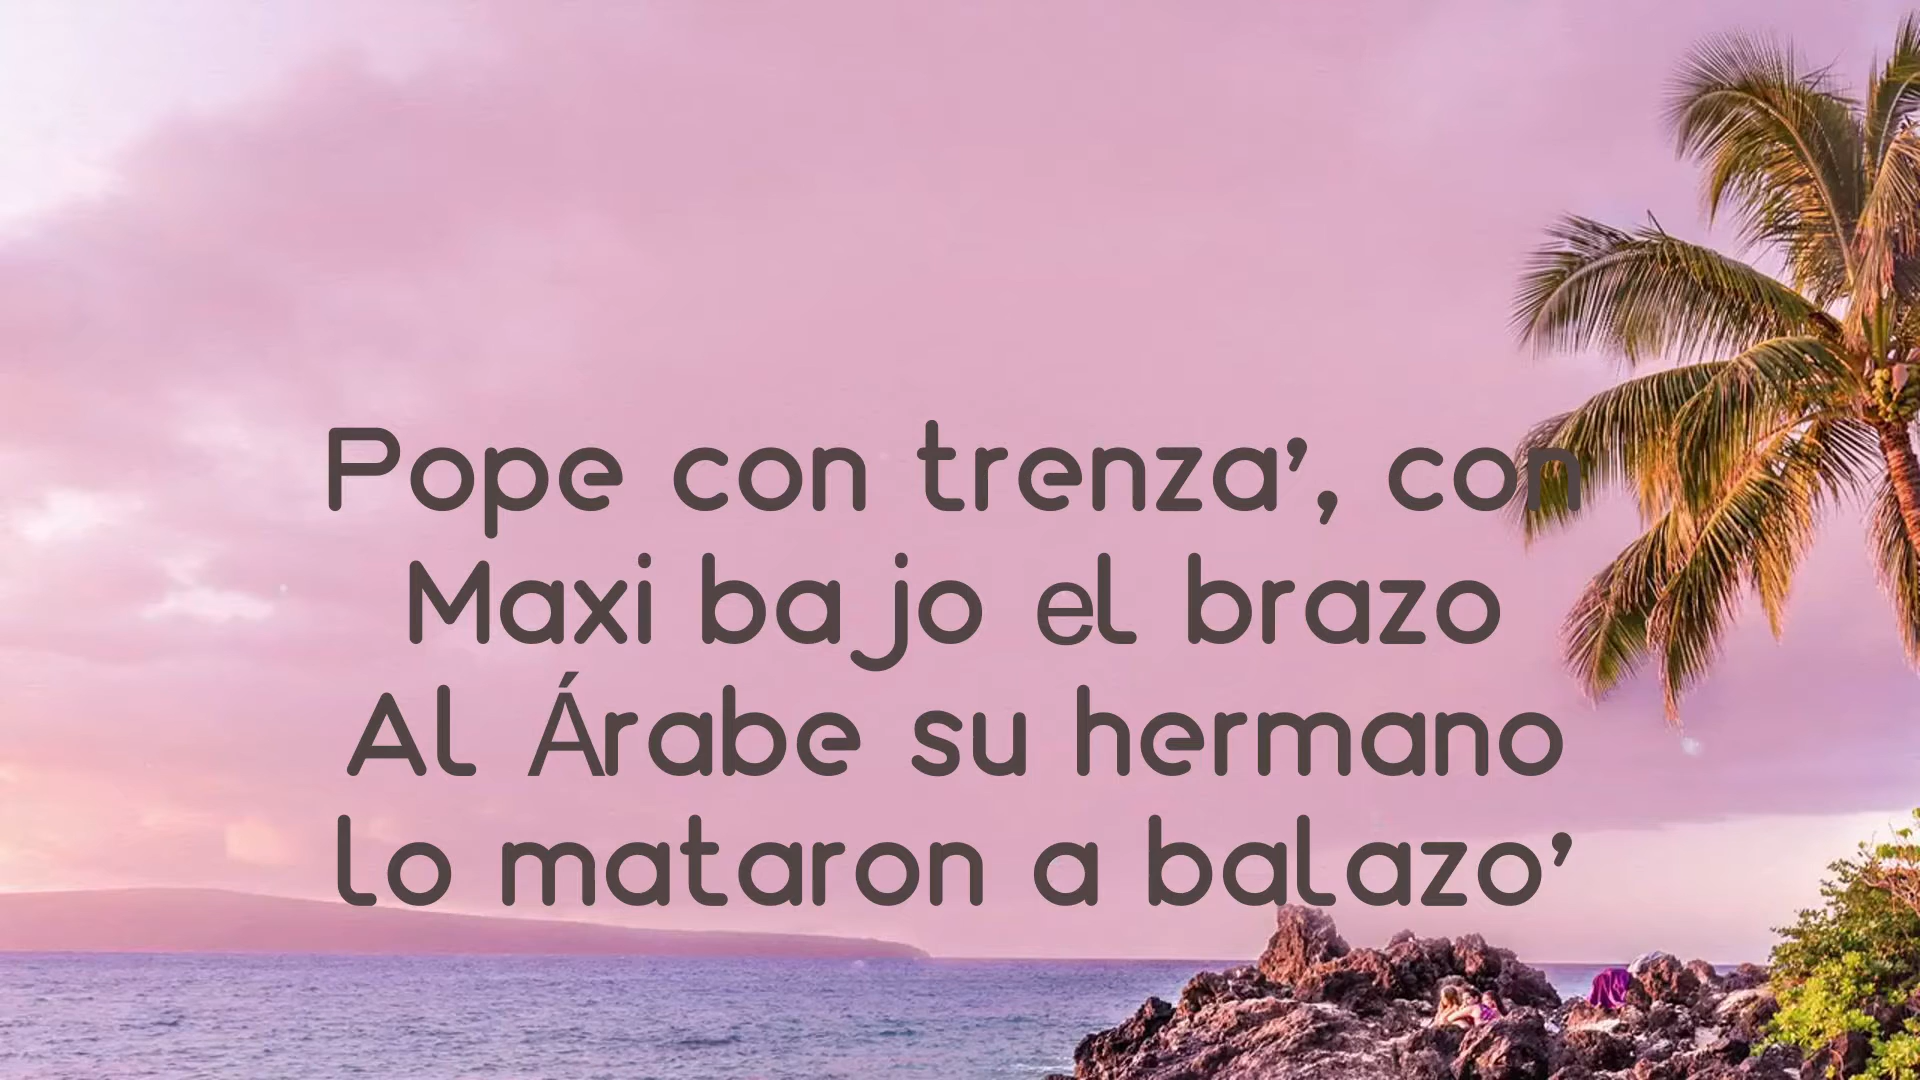 Pope con trenza’, con
Maxi bajo el brazo
Al Árabe su hermano
lo mataron a balazo’